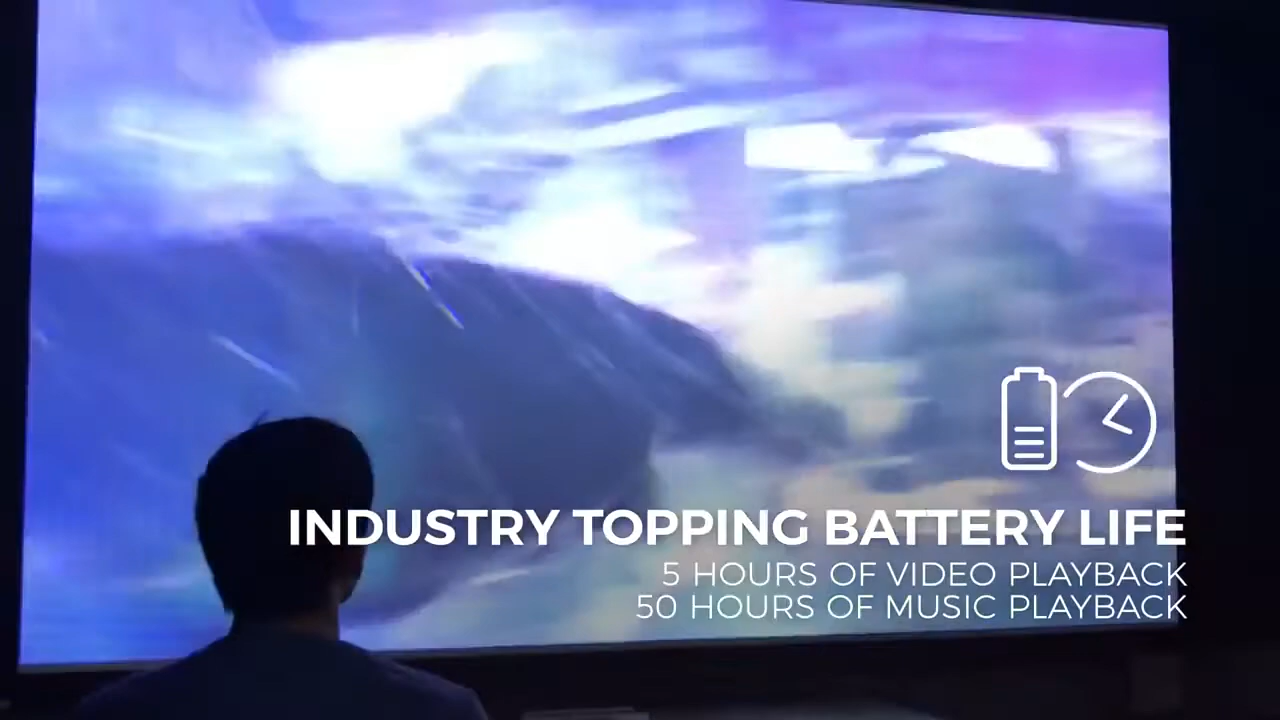 INDUSTRY TOPPING BATTERY LIFE
5 HOURS OF VIDEO PLAYBACK
50 HOURS OF MUSIC PLAYBACK